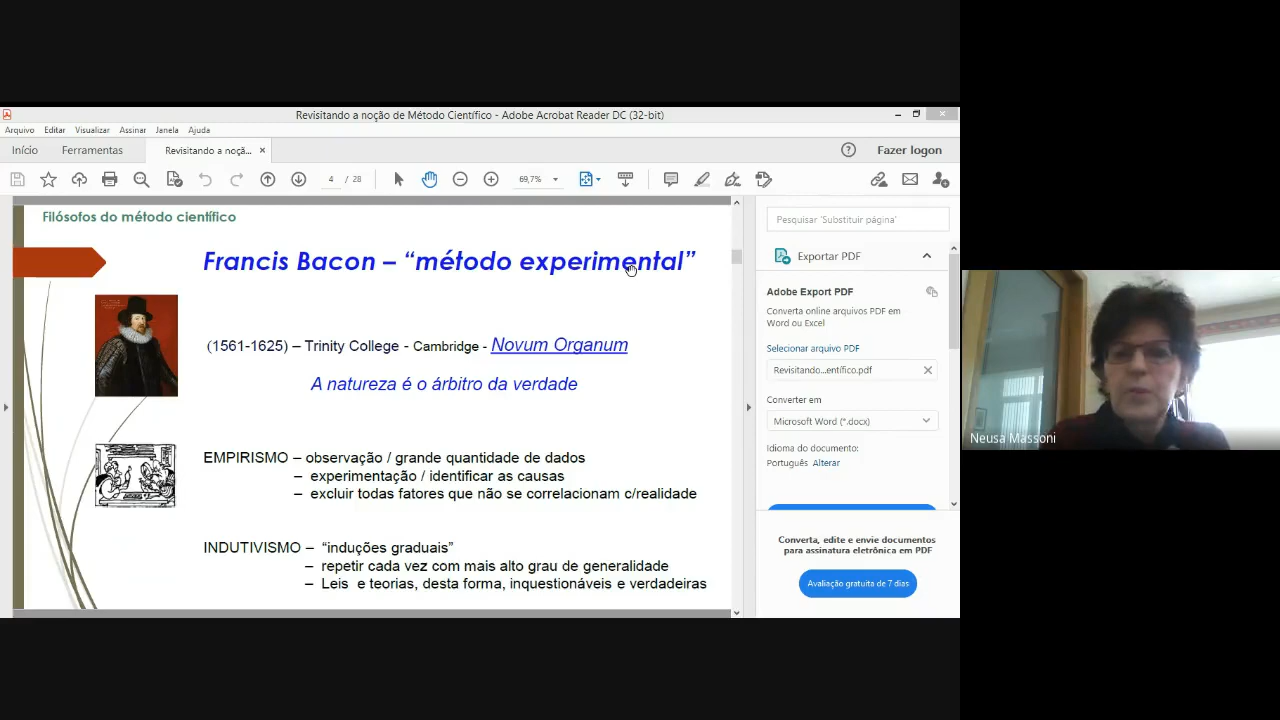 Revisitando a noção de Método Científico - Adobe Acrobat Reader DC (32-bit)
Arquivo Editar Visualizar Assinar Janela Ajuda
Início Ferramentas Revisitando a noçã... Fazer logon
4 / 28 69,7%
Filósofos do método científico
Francis Bacon – “método experimental”
(1561-1625) – Trinity College - Cambridge - Novum Organum
A natureza é o árbitro da verdade
EMPIRISMO – observação / grande quantidade de dados
– experimentação / identificar as causas
– excluir todas fatores que não se correlacionam c/realidade
INDUTIVISMO – “induções graduais”
– repetir cada vez com mais alto grau de generalidade
– Leis e teorias, desta forma, inquestionáveis e verdadeiras
Pesquisar 'Substituir página'
Exportar PDF
Adobe Export PDF
Converta online arquivos PDF em
Word ou Excel
Selecionar arquivo PDF
Revisitando...entífico.pdf
Converter em
Microsoft Word (*.docx)
Idioma do documento:
Português Alterar
Converta, edite e envie documentos
para assinatura eletrônica em PDF
Avaliação gratuita de 7 dias
Neusa Massoni